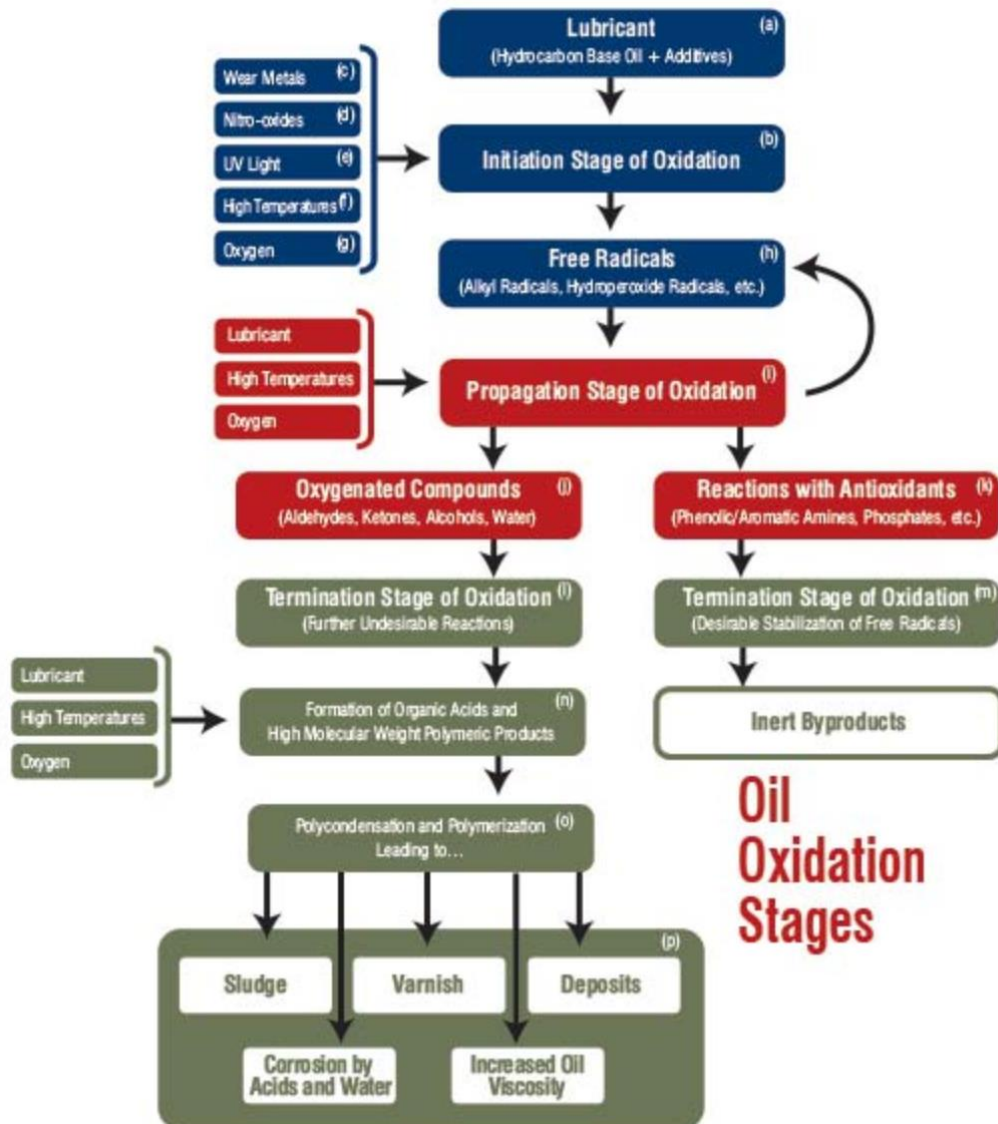 Lubricant (a)
(Hydrocarbon Base Oil + Additives)
Wear Metals (c)
Nitro-oxides (d)
UV Light (e)
High Temperatures (f)
Oxygen (g)
Initiation Stage of Oxidation (b)
Free Radicals (h)
(Alkyl Radicals, Hydroperoxide Radicals, etc.)
Lubricant
High Temperatures
Oxygen
Propagation Stage of Oxidation (i)
Oxygenated Compounds (j)
(Aldehydes, Ketones, Alcohols, Water)
Reactions with Antioxidants (k)
(Phenolic/Aromatic Amines, Phosphates, etc.)
Termination Stage of Oxidation (l)
(Further Undesirable Reactions)
Termination Stage of Oxidation (m)
(Desirable Stabilization of Free Radicals)
Lubricant
High Temperatures
Oxygen
Formation of Organic Acids and (n)
High Molecular Weight Polymeric Products
Inert Byproducts
Oil
Oxidation
Stages
Polycondensation and Polymerization (o)
Leading to...
(p)
Sludge
Varnish
Deposits
Corrosion by
Acids and Water
Increased Oil
Viscosity